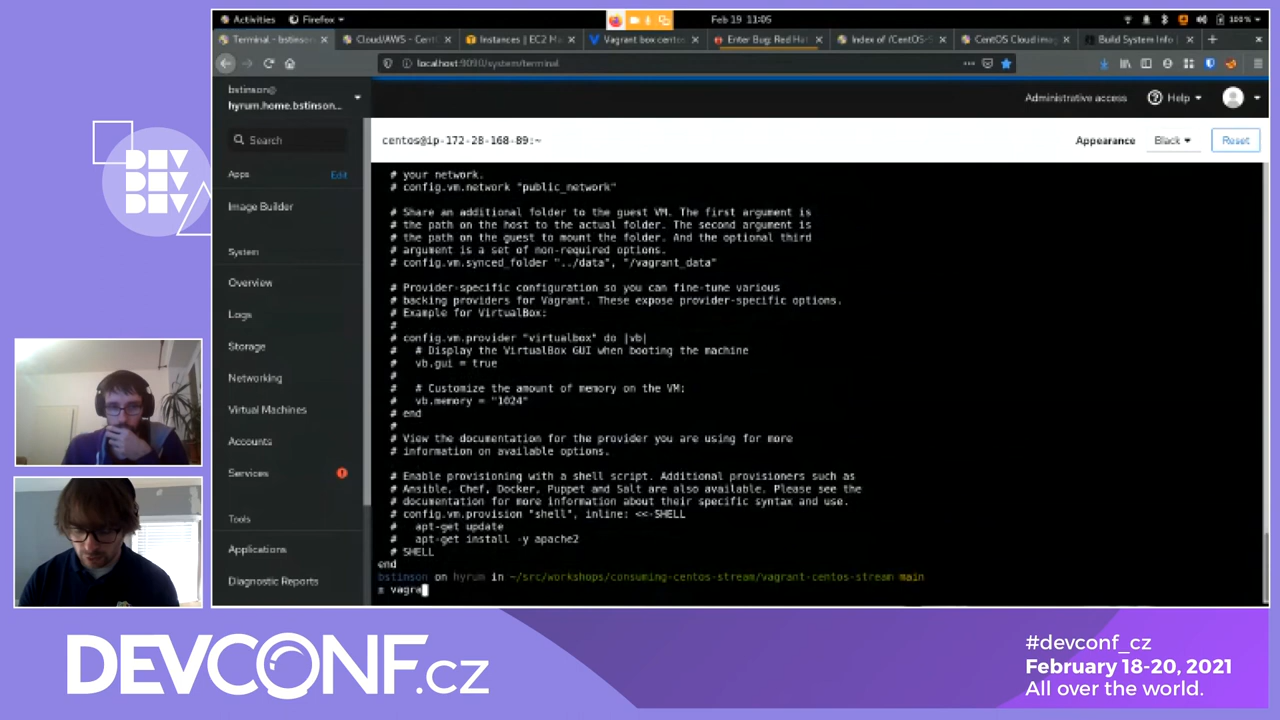 Activities
Firefox
Feb 19 11:05
100%
Terminal - bstinson
Cloud/AWS - Cent
Instances | EC2 M
Vagrant box cento
Enter Bug: Red Ha
Index of /CentOS-
CentOS Cloud ima
Build System Info |
localhost:9090/system/terminal
bstinson@
hyrum.home.bstinson...
Administrative access
Help
Search
centos@ip-172-28-168-89:~
Appearance
Black
Reset
Apps
Edit
Image Builder
System
Overview
Logs
Storage
Networking
Virtual Machines
Accounts
Services
Tools
Applications
Diagnostic Reports
# your network.
# config.vm.network "public_network"
# Share an additional folder to the guest VM. The first argument is
# the path on the host to the actual folder. The second argument is
# the path on the guest to mount the folder. And the optional third
# argument is a set of non-required options.
# config.vm.synced_folder "../data", "/vagrant_data"
# Provider-specific configuration so you can fine-tune various
# backing providers for Vagrant. These expose provider-specific options.
# Example for VirtualBox:
#
# config.vm.provider "virtualbox" do |vb|
#   # Display the VirtualBox GUI when booting the machine
#   vb.gui = true
#
#   # Customize the amount of memory on the VM:
#   vb.memory = "1024"
# end
#
# View the documentation for the provider you are using for more
# information on available options.
# Enable provisioning with a shell script. Additional provisioners such as
# Ansible, Chef, Docker, Puppet and Salt are also available. Please see the
# documentation for more information about their specific syntax and use.
# config.vm.provision "shell", inline: <<-SHELL
#   apt-get update
#   apt-get install -y apache2
# SHELL
end
bstinson on hyrum in ~/src/workshops/consuming-centos-stream/vagrant-centos-stream main
vagra
DEV
DEV
DEV
DEVCONF.cz
#devconf_cz
February 18-20, 2021
All over the world.